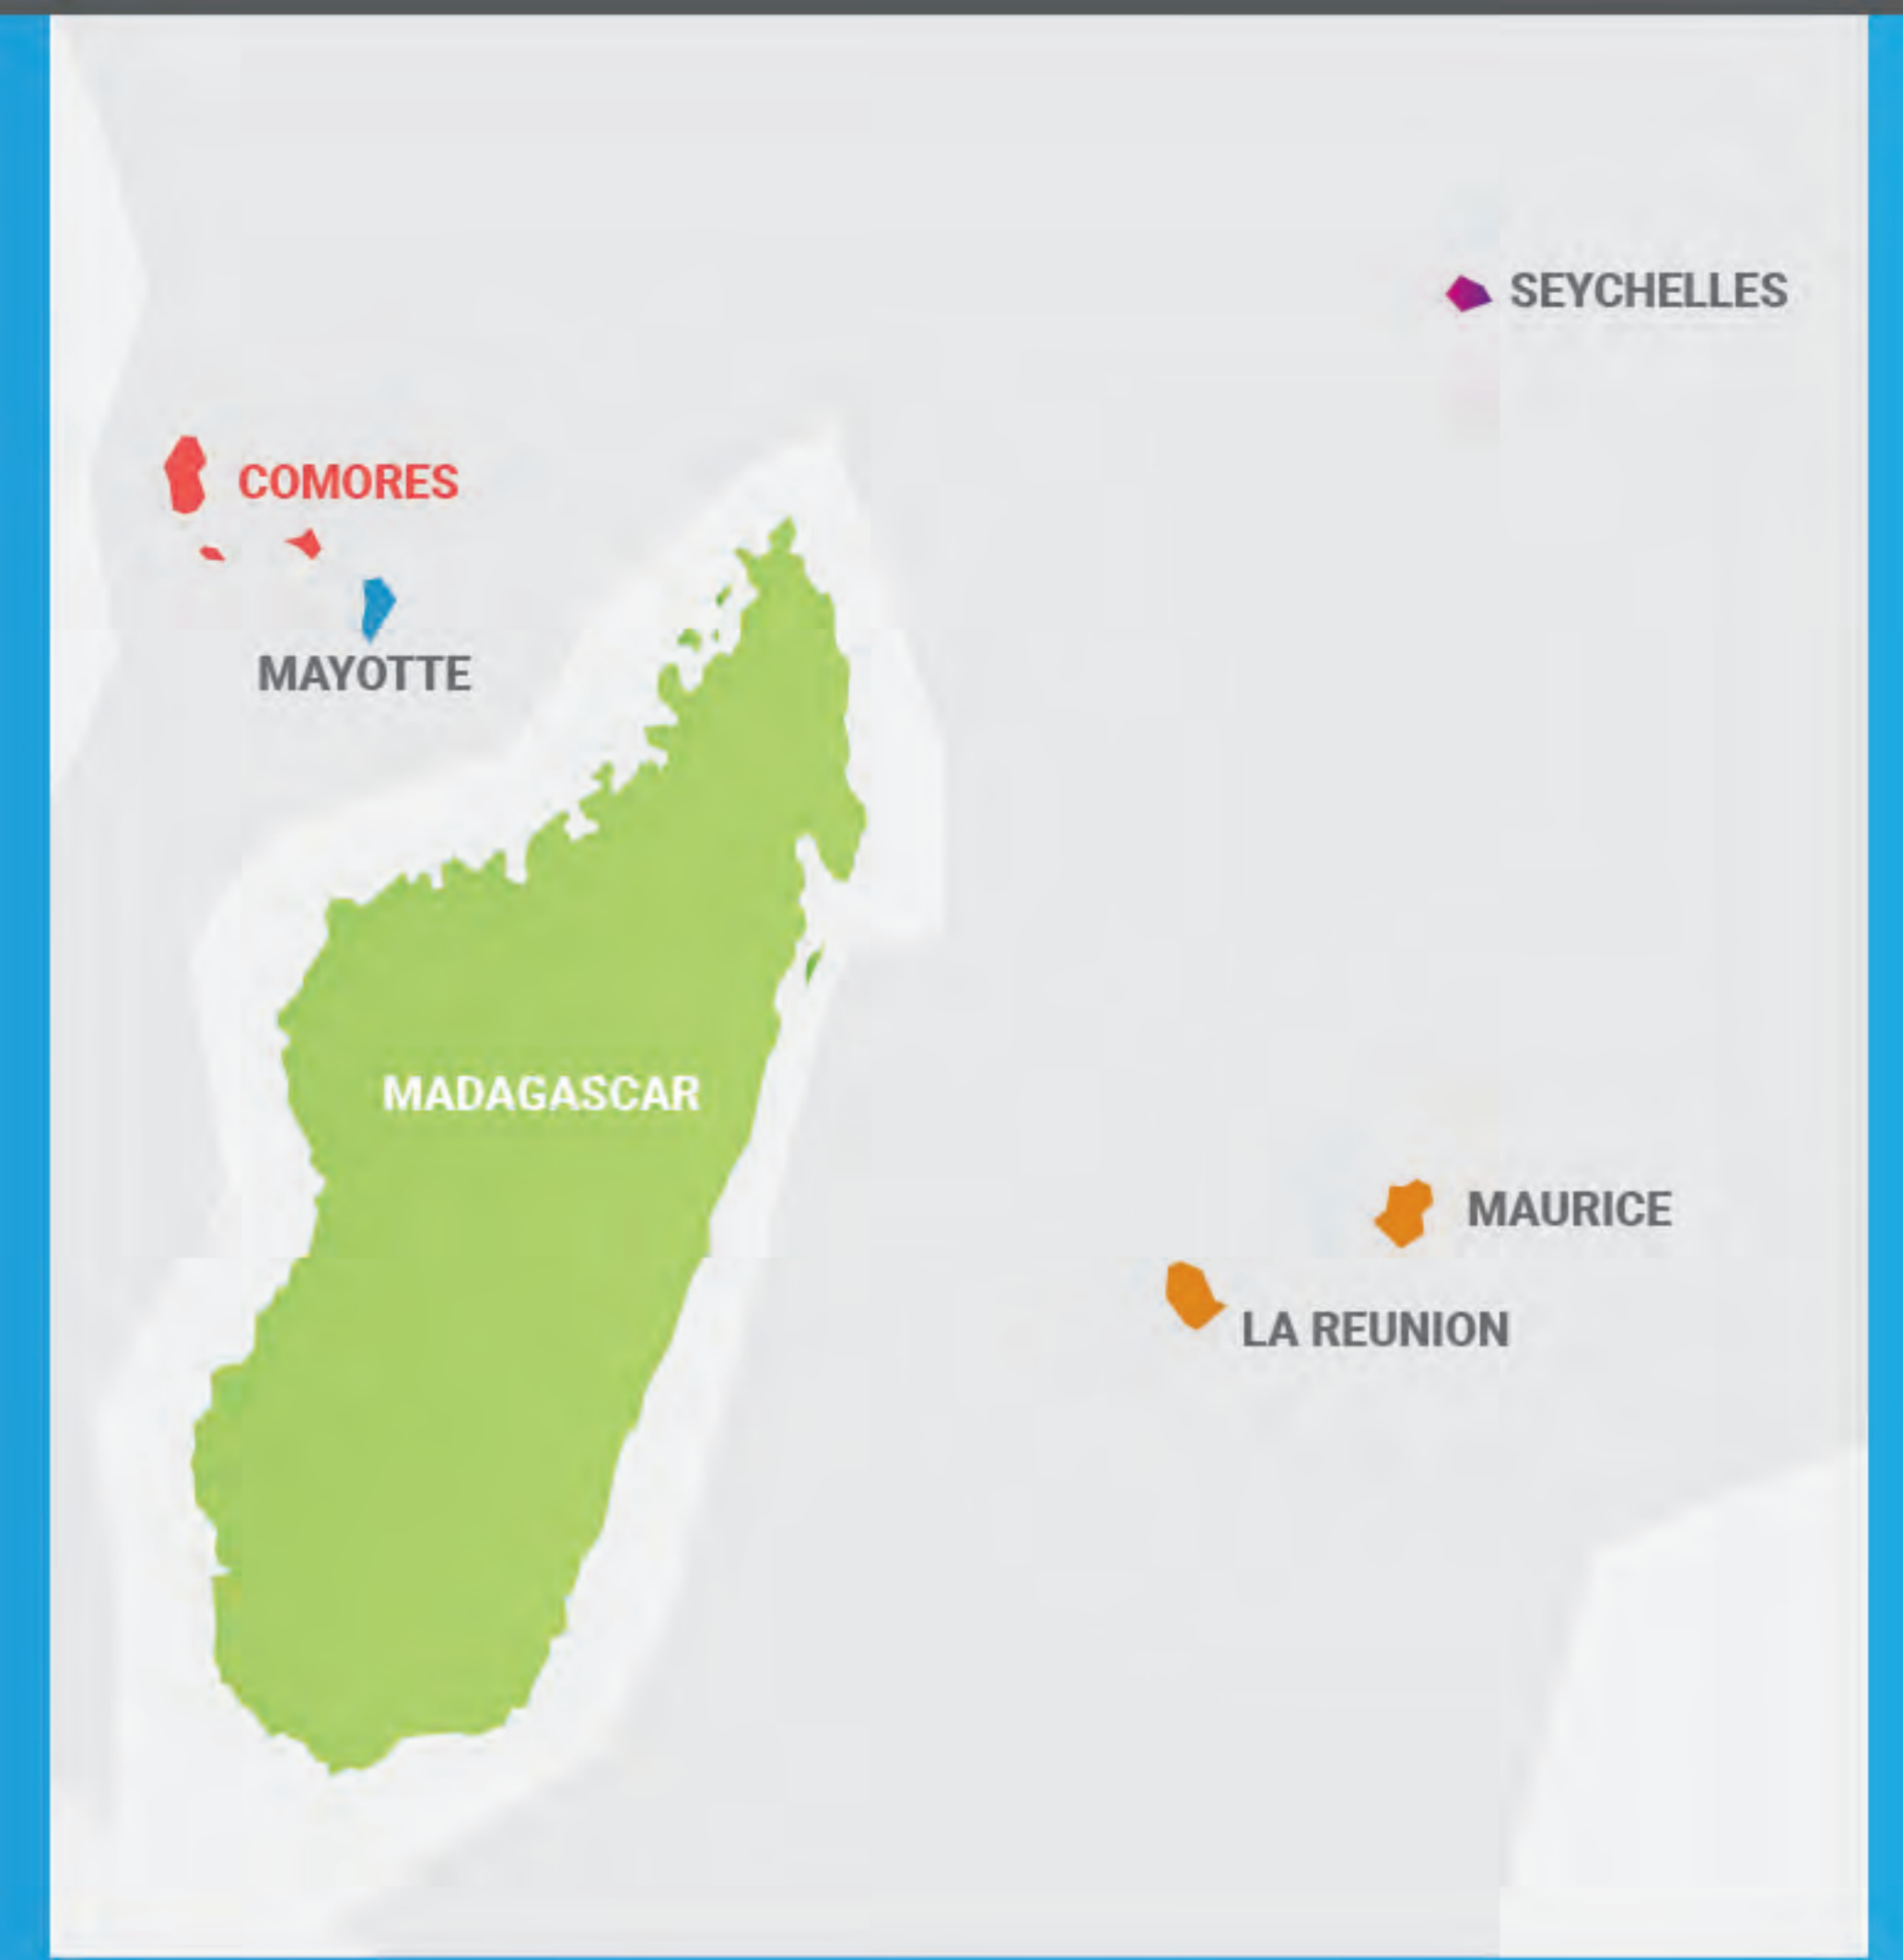 SEYCHELLES
COMORES
MAYOTTE
MADAGASCAR
MAURICE
LA REUNION